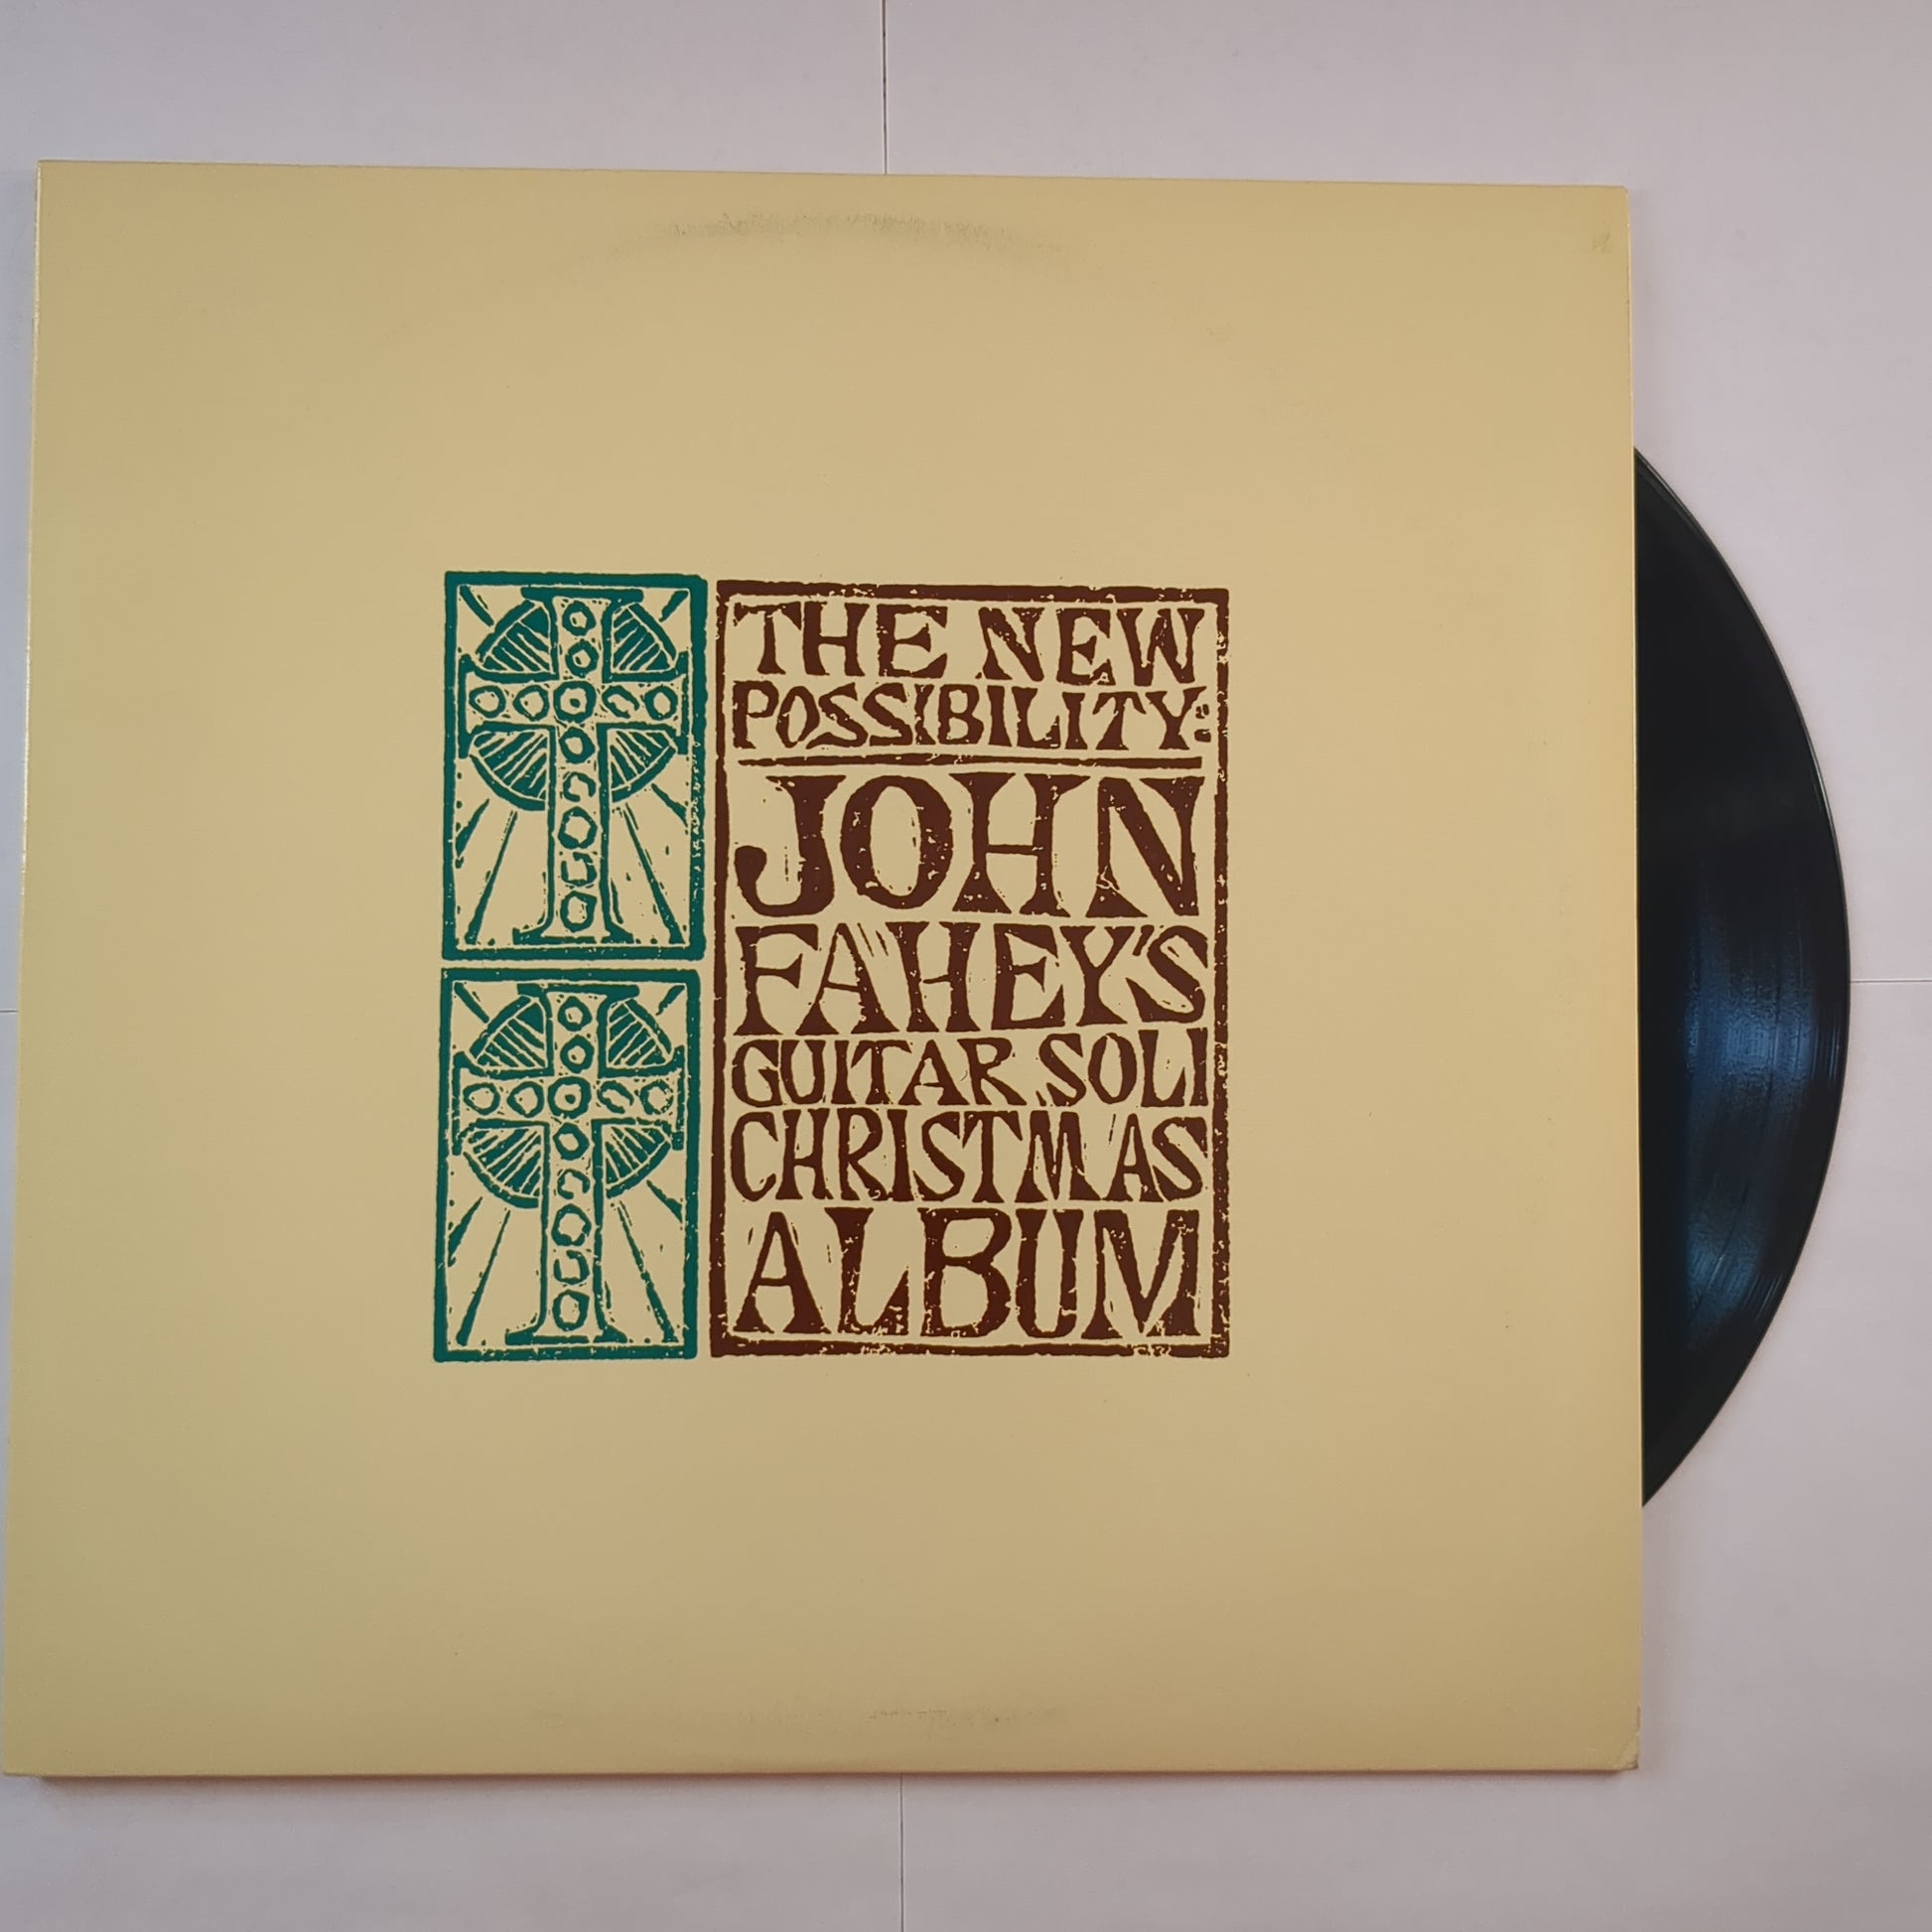 THE NEW
POSSIBILITY:
JOHN
FAHEY'S
GUITAR SOLI
CHRISTMAS
ALBUM